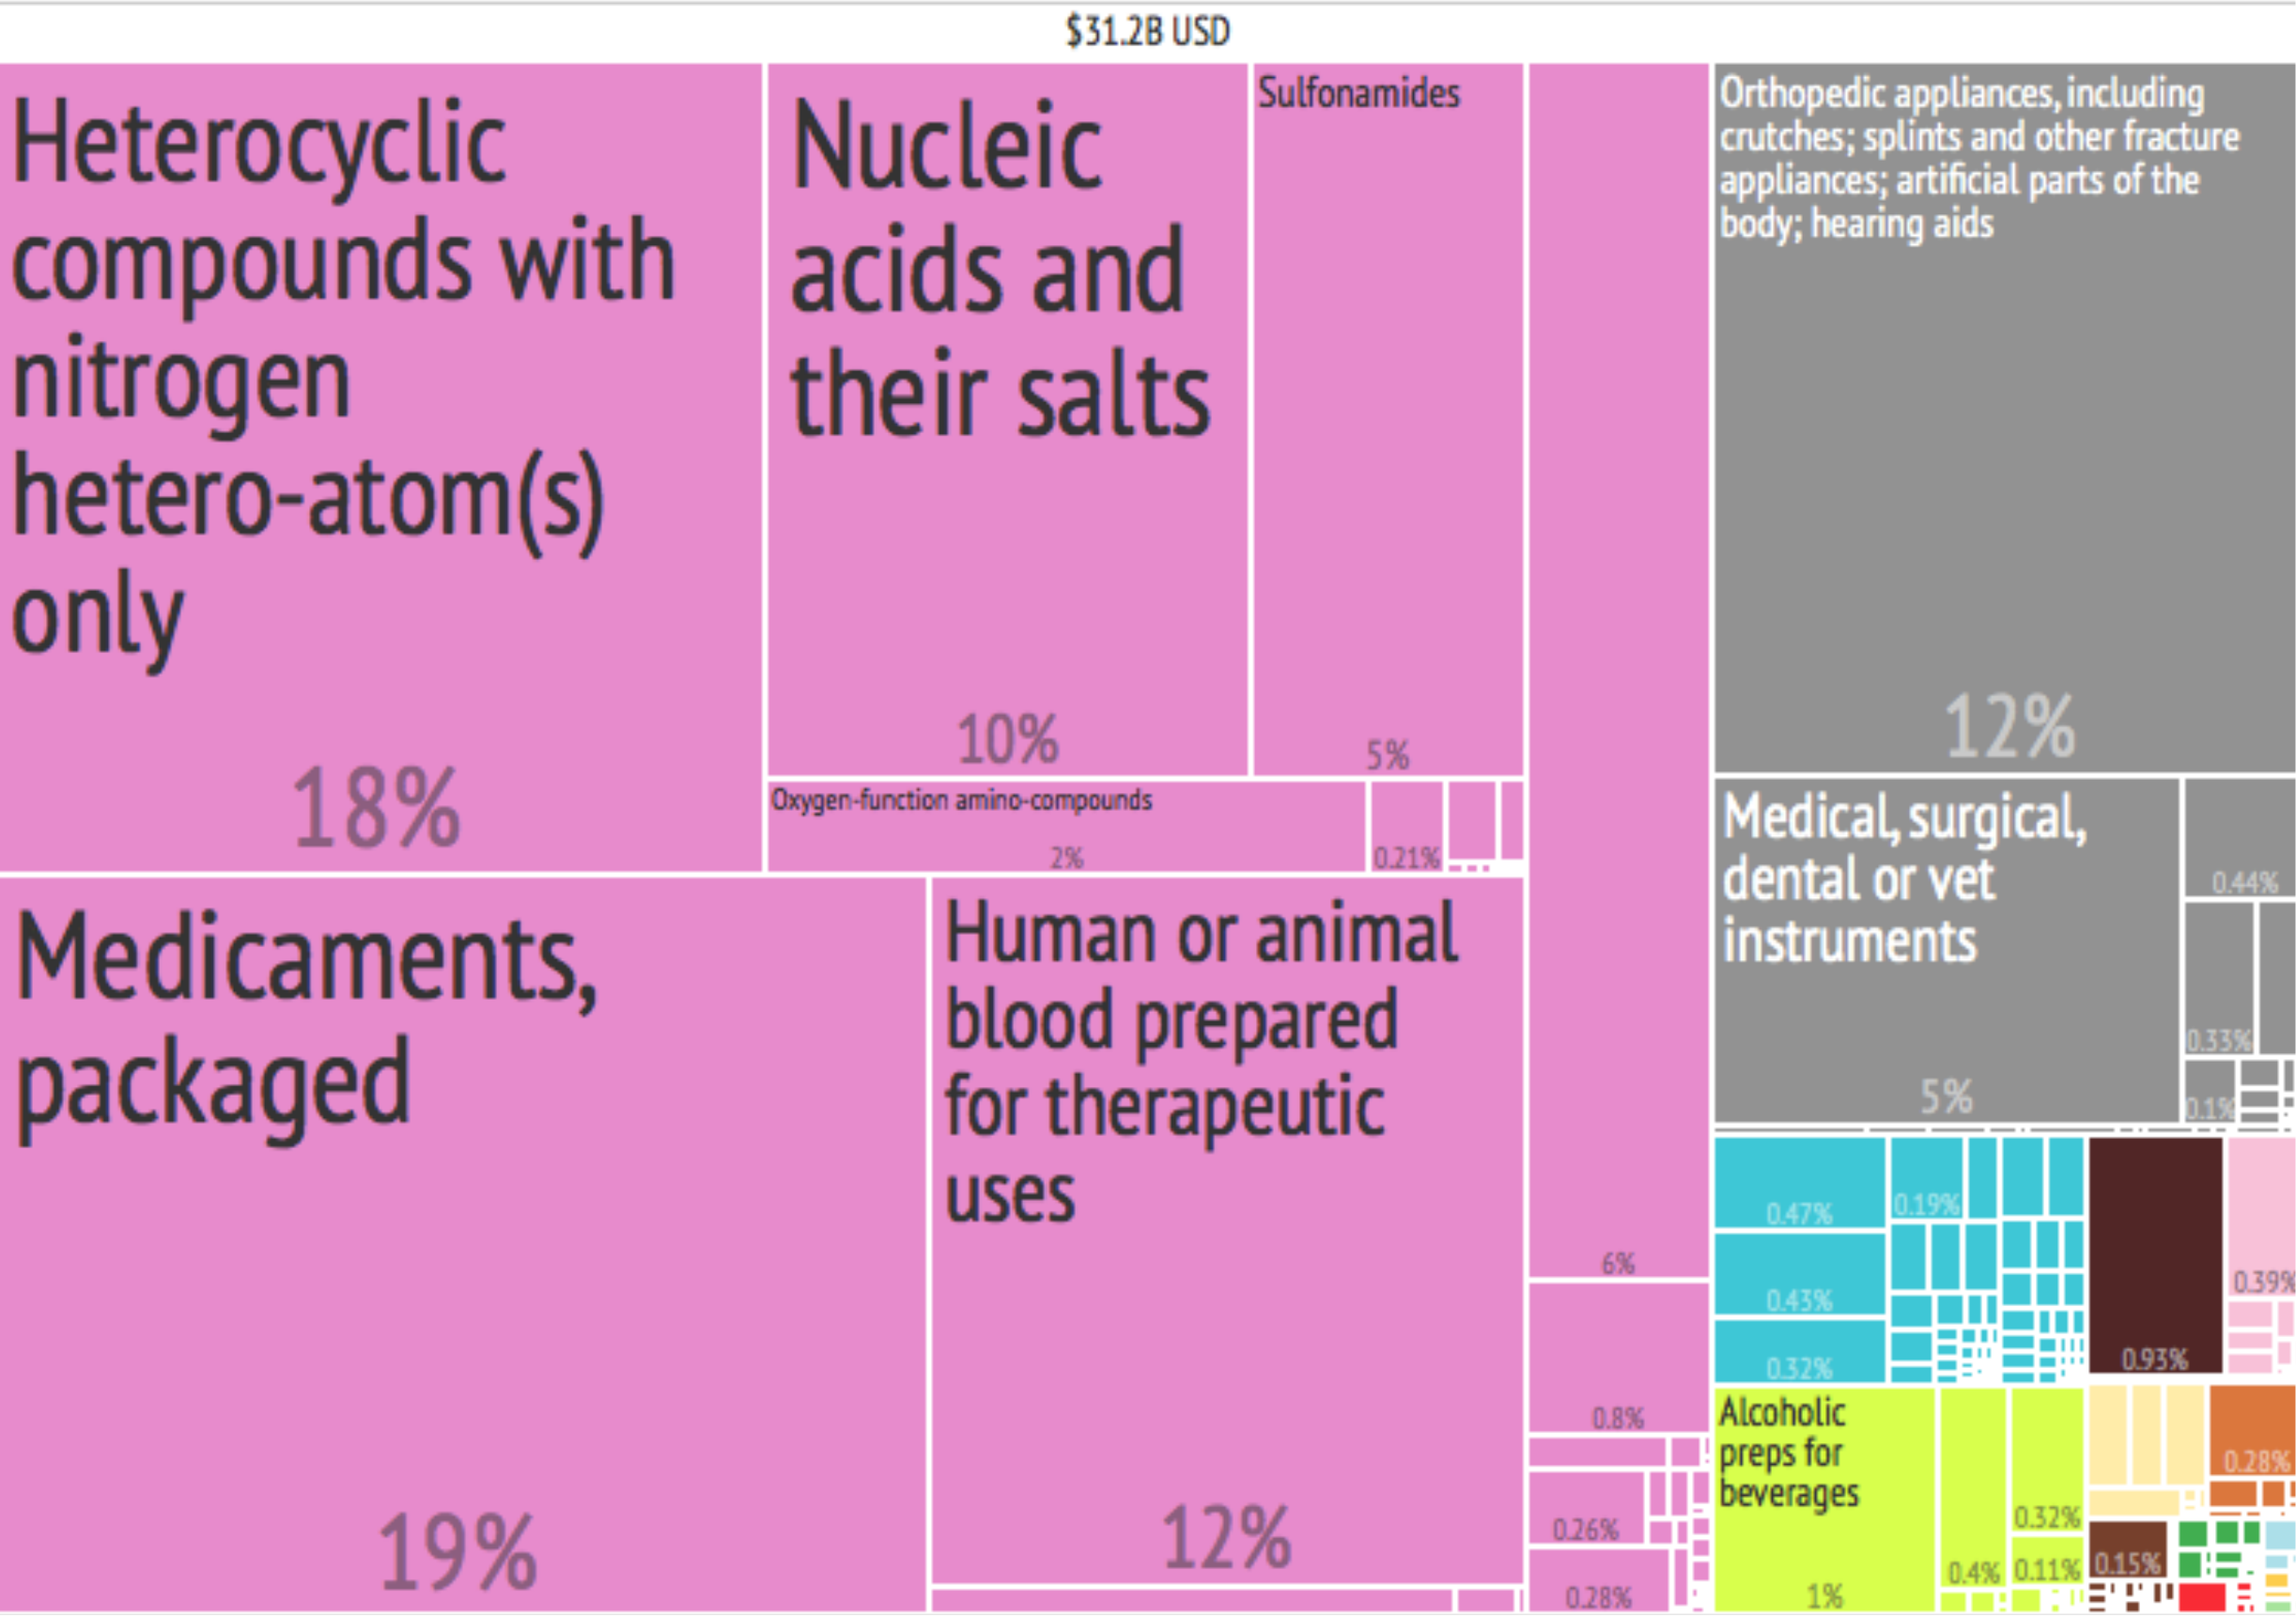 $31.2B USD
Heterocyclic
compounds with
nitrogen
hetero-atom(s)
only
18%
Nucleic
acids and
their salts
10%
Sulfonamides
5%
Oxygen-function amino-compounds
2%
0.21%
Medicaments,
packaged
19%
Human or animal
blood prepared
for therapeutic
uses
12%
6%
0.8%
0.26%
0.28%
Orthopedic appliances, including
crutches; splints and other fracture
appliances; artificial parts of the
body; hearing aids
12%
Medical, surgical,
dental or vet
instruments
5%
0.44%
0.33%
0.1%
0.47%
0.19%
0.43%
0.32%
0.93%
0.39%
Alcoholic
preps for
beverages
1%
0.4%
0.32%
0.11%
0.28%
0.15%